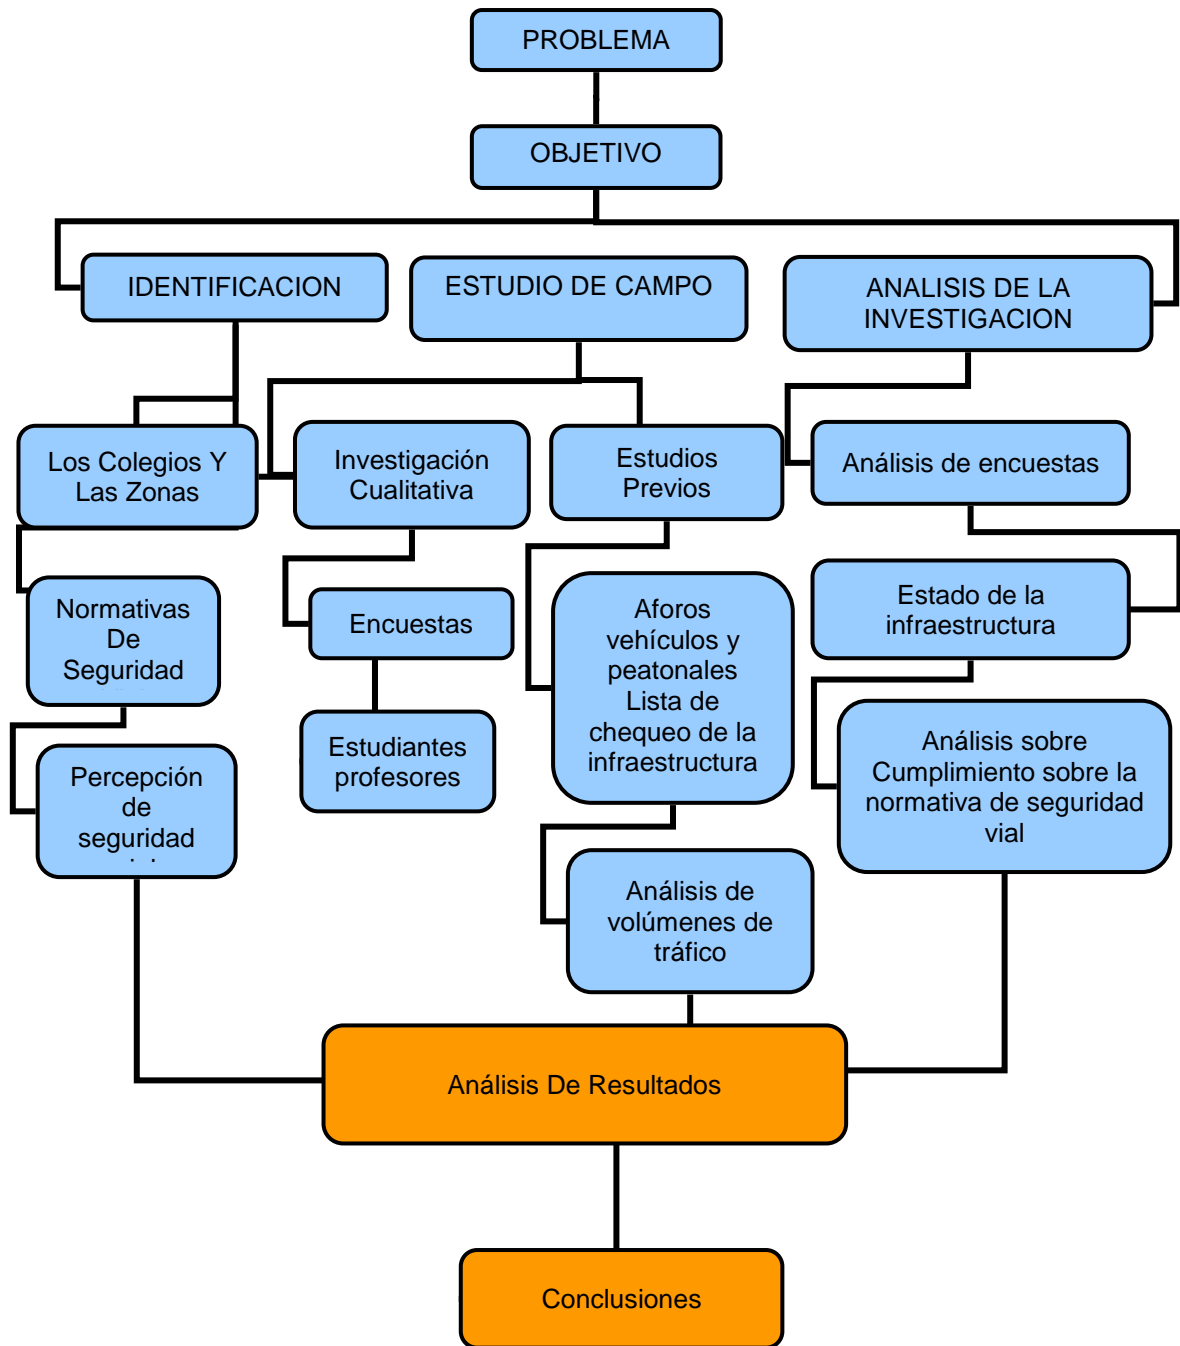 PROBLEMA
OBJETIVO
IDENTIFICACION
ESTUDIO DE CAMPO
ANALISIS DE LA
INVESTIGACION
Los Colegios Y
Las Zonas
Investigación
Cualitativa
Estudios
Previos
Análisis de encuestas
Normativas
De
Seguridad
Encuestas
Aforos
vehículos y
peatonales
Lista de
chequeo de la
infraestructura
Estado de la
infraestructura
Percepción
de
seguridad
Estudiantes
profesores
Análisis sobre
Cumplimiento sobre la
normativa de seguridad
vial
Análisis de
volúmenes de
tráfico
Análisis De Resultados
Conclusiones